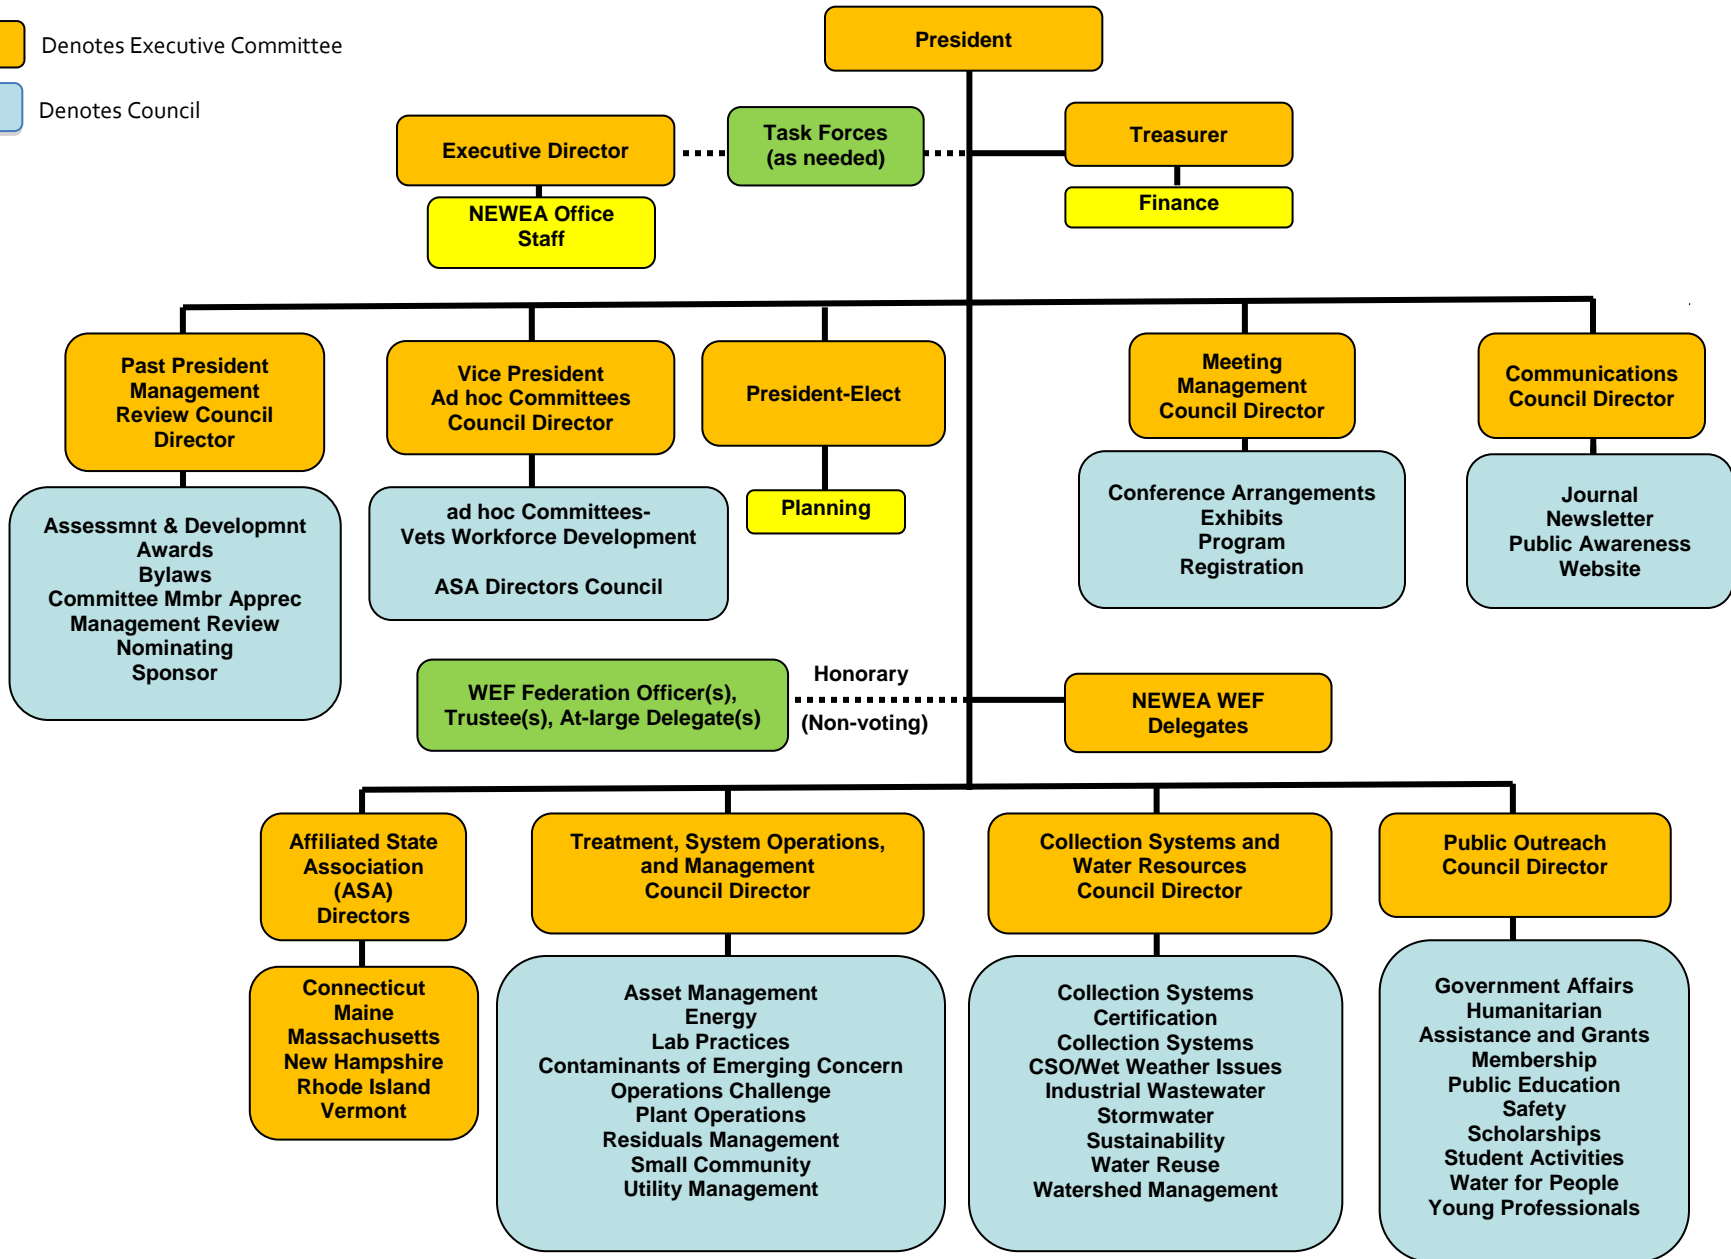 Denotes Executive Committee
Denotes Council
President
Executive Director
Task Forces
(as needed)
Treasurer
NEWEA Office
Staff
Finance
Past President
Management
Review Council
Director
Vice President
Ad hoc Committees
Council Director
President-Elect
Meeting
Management
Council Director
Communications
Council Director
Assessmnt & Developmnt
Awards
Bylaws
Committee Mmbr Apprec
Management Review
Nominating
Sponsor
ad hoc Committees-
Vets Workforce Development
ASA Directors Council
Planning
Conference Arrangements
Exhibits
Program
Registration
Journal
Newsletter
Public Awareness
Website
WEF Federation Officer(s),
Trustee(s), At-large Delegate(s)
Honorary
(Non-voting)
NEWEA WEF
Delegates
Affiliated State
Association
(ASA)
Directors
Treatment, System Operations,
and Management
Council Director
Collection Systems and
Water Resources
Council Director
Public Outreach
Council Director
Connecticut
Maine
Massachusetts
New Hampshire
Rhode Island
Vermont
Asset Management
Energy
Lab Practices
Contaminants of Emerging Concern
Operations Challenge
Plant Operations
Residuals Management
Small Community
Utility Management
Collection Systems
Certification
Collection Systems
CSO/Wet Weather Issues
Industrial Wastewater
Stormwater
Sustainability
Water Reuse
Watershed Management
Government Affairs
Humanitarian
Assistance and Grants
Membership
Public Education
Safety
Scholarships
Student Activities
Water for People
Young Professionals